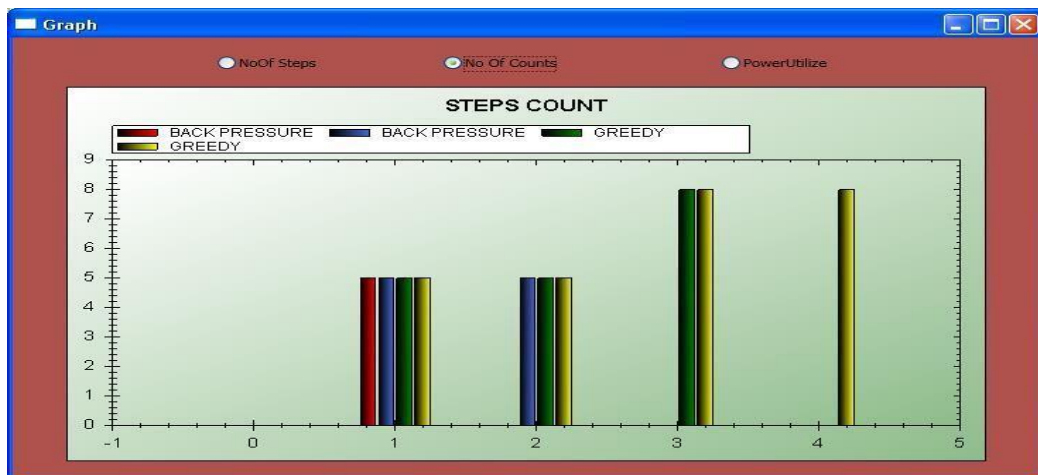 Graph
NoOf Steps No Of Counts PowerUtilize
STEPS COUNT
BACK PRESSURE BACK PRESSURE GREEDY
GREEDY
9
8
7
6
5
4
3
2
1
0
-1 0 1 2 3 4 5